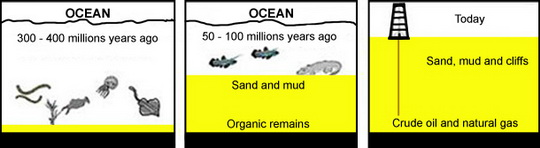 OCEAN
300 - 400 millions years ago
OCEAN
50 - 100 millions years ago
Sand and mud
Organic remains
Today
Sand, mud and cliffs
Crude oil and natural gas